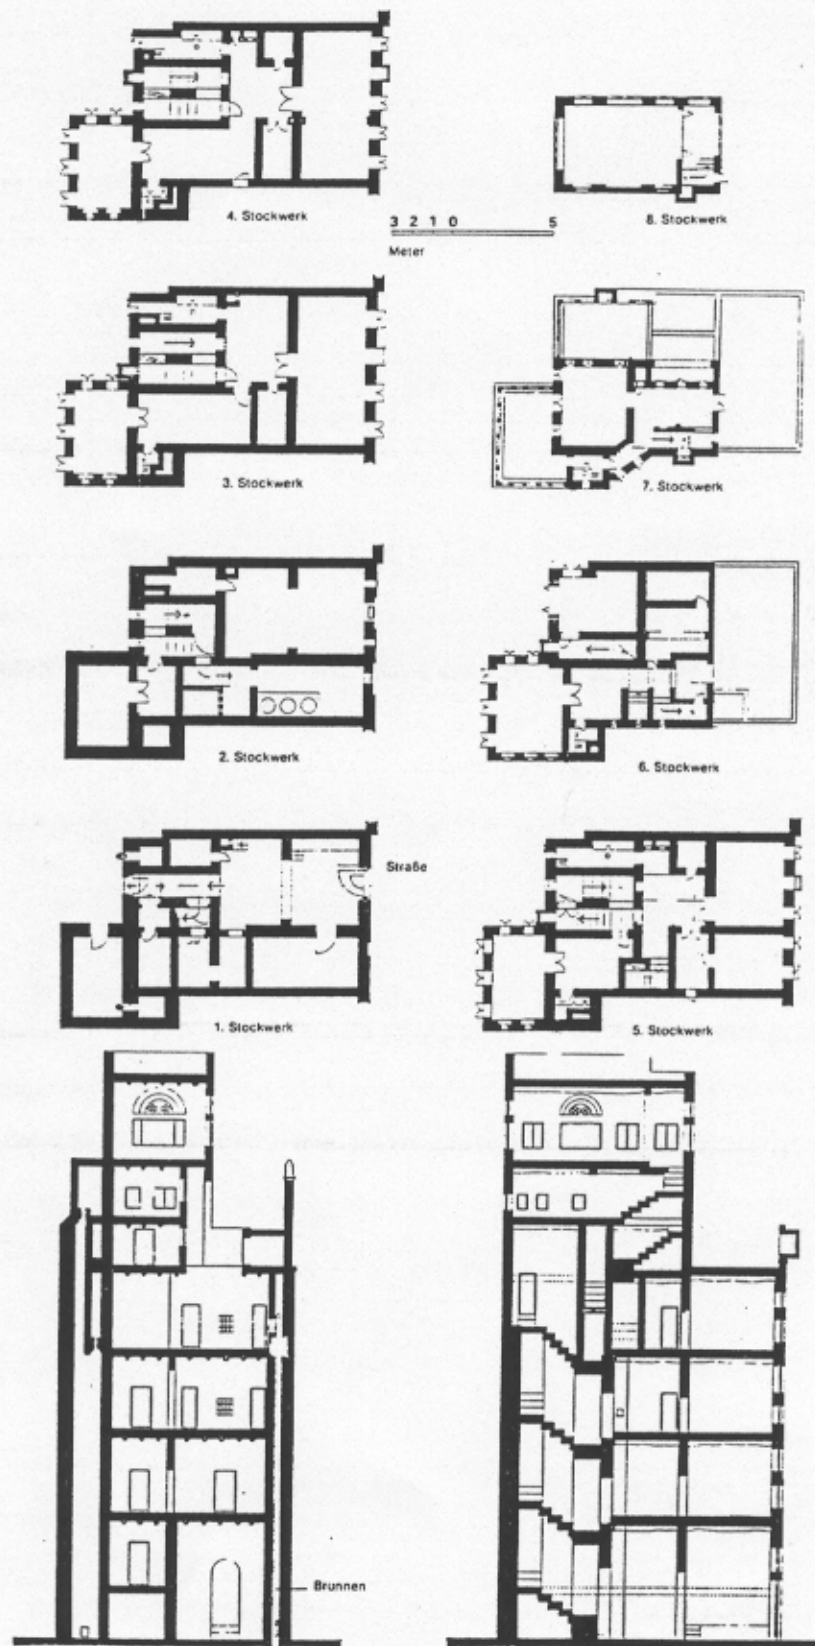 4. Stockwerk
8. Stockwerk
3 2 1 0 5
Meter
3. Stockwerk
7. Stockwerk
2. Stockwerk
6. Stockwerk
Straße
1. Stockwerk
5. Stockwerk
Brunnen